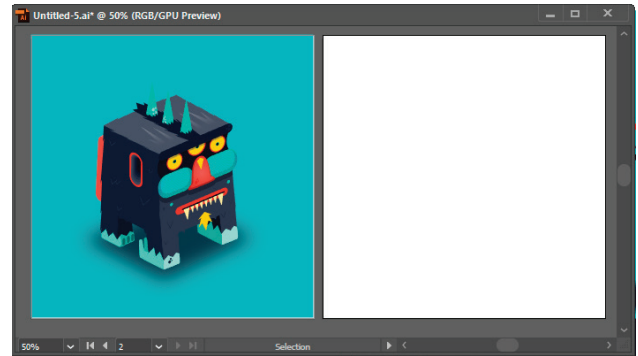 Ai Untitled-5.ai* @ 50% (RGB/GPU Preview)
50% 2 Selection